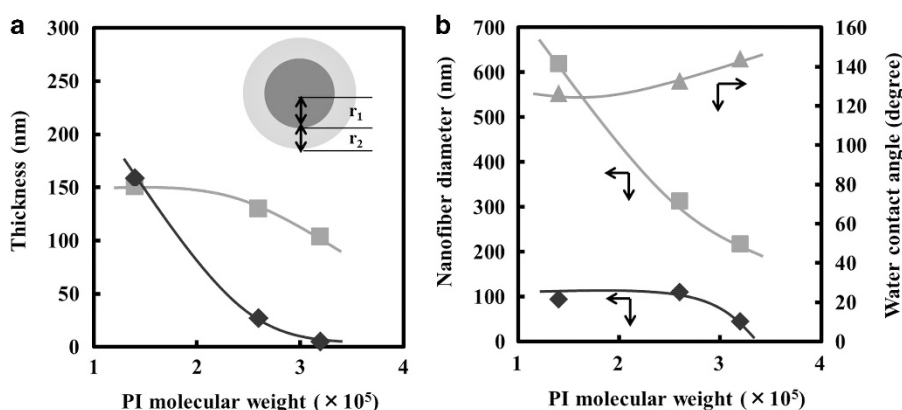 a
300
250
200
150
100
50
0
Thickness (nm)
r₁
r₂
1 2 3 4
PI molecular weight (×10⁵)
b
700
600
500
400
300
200
100
0
Nanofiber diameter (nm)
160
140
120
100
80
60
40
20
0
Water contact angle (degree)
1 2 3 4
PI molecular weight (×10⁵)